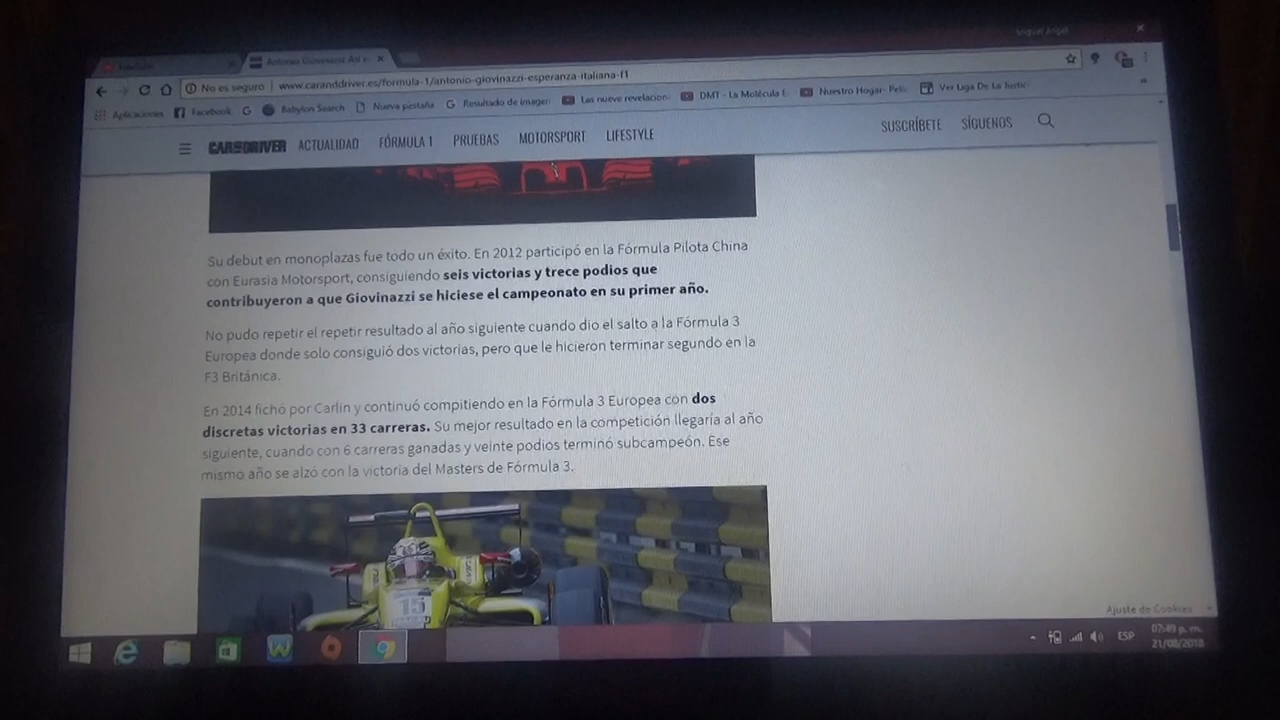 Miguel Angel
Antonio Giovinazzi: Así e
No es seguro | www.caranddriver.es/formula-1/antonio-giovinazzi-esperanza-italiana-f1
Aplicaciones Facebook Babylon Search Nueva pestaña Resultado de imagen Las nueve revelacion DMT - La Molécula Nuestro Hogar- Pelí Ver Liga De La Justic
CAR AND DRIVER ACTUALIDAD FÓRMULA 1 PRUEBAS MOTORSPORT LIFESTYLE SUSCRÍBETE SÍGUENOS
Su debut en monoplazas fue todo un éxito. En 2012 participó en la Fórmula Pilota China
con Eurasia Motorsport, consiguiendo seis victorias y trece podios que
contribuyeron a que Giovinazzi se hiciese el campeonato en su primer año.
No pudo repetir el repetir resultado al año siguiente cuando dio el salto a la Fórmula 3
Europea donde solo consiguió dos victorias, pero que le hicieron terminar segundo en la
F3 Británica.
En 2014 fichó por Carlin y continuó compitiendo en la Fórmula 3 Europea con dos
discretas victorias en 33 carreras. Su mejor resultado en la competición llegaría al año
siguiente, cuando con 6 carreras ganadas y veinte podios terminó subcampeón. Ese
mismo año se alzó con la victoria del Masters de Fórmula 3.
15
Ajuste de Cookies
ESP
07:49 p. m.
21/08/2018